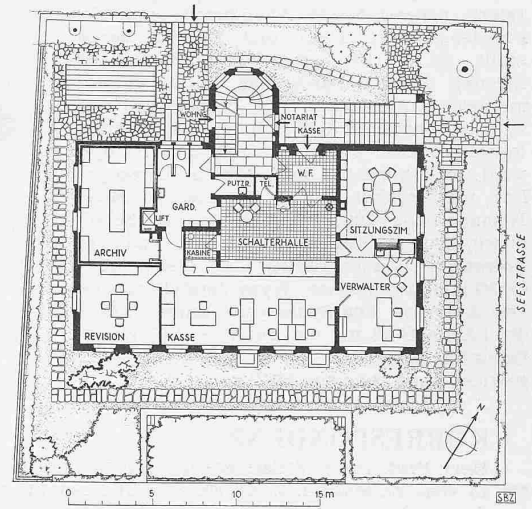 WOHNG.
NOTARIAT
KASSE
W.F.
PUTZR.
TEL.
GARD.
LIFT
SITZUNGSZIM.
SCHALTERHALLE
KABINE
ARCHIV
VERWALTER
REVISION
KASSE
SEESTRASSE
N
0 5 10 15 m
SBZ